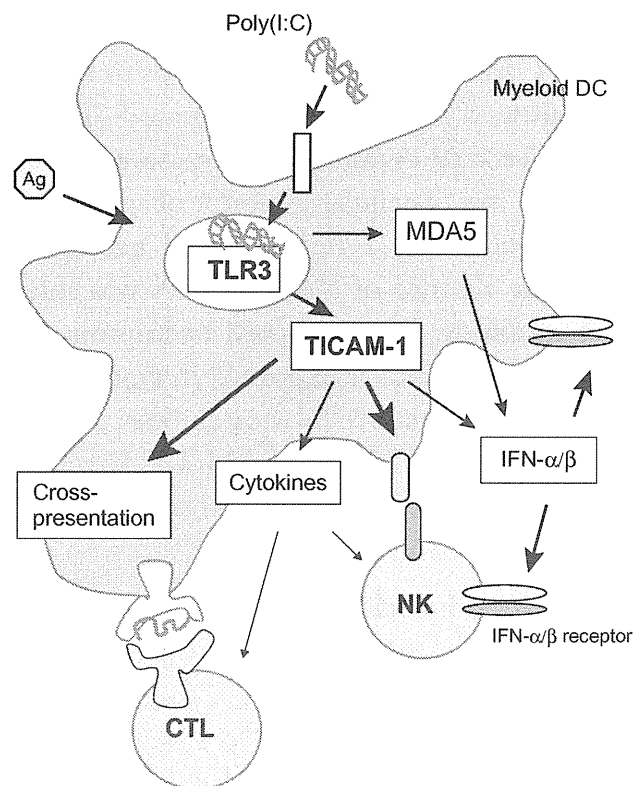 Poly(I:C)
Myeloid DC
Ag
MDA5
TLR3
TICAM-1
IFN-α/β
Cytokines
Cross-
presentation
NK
IFN-α/β receptor
CTL